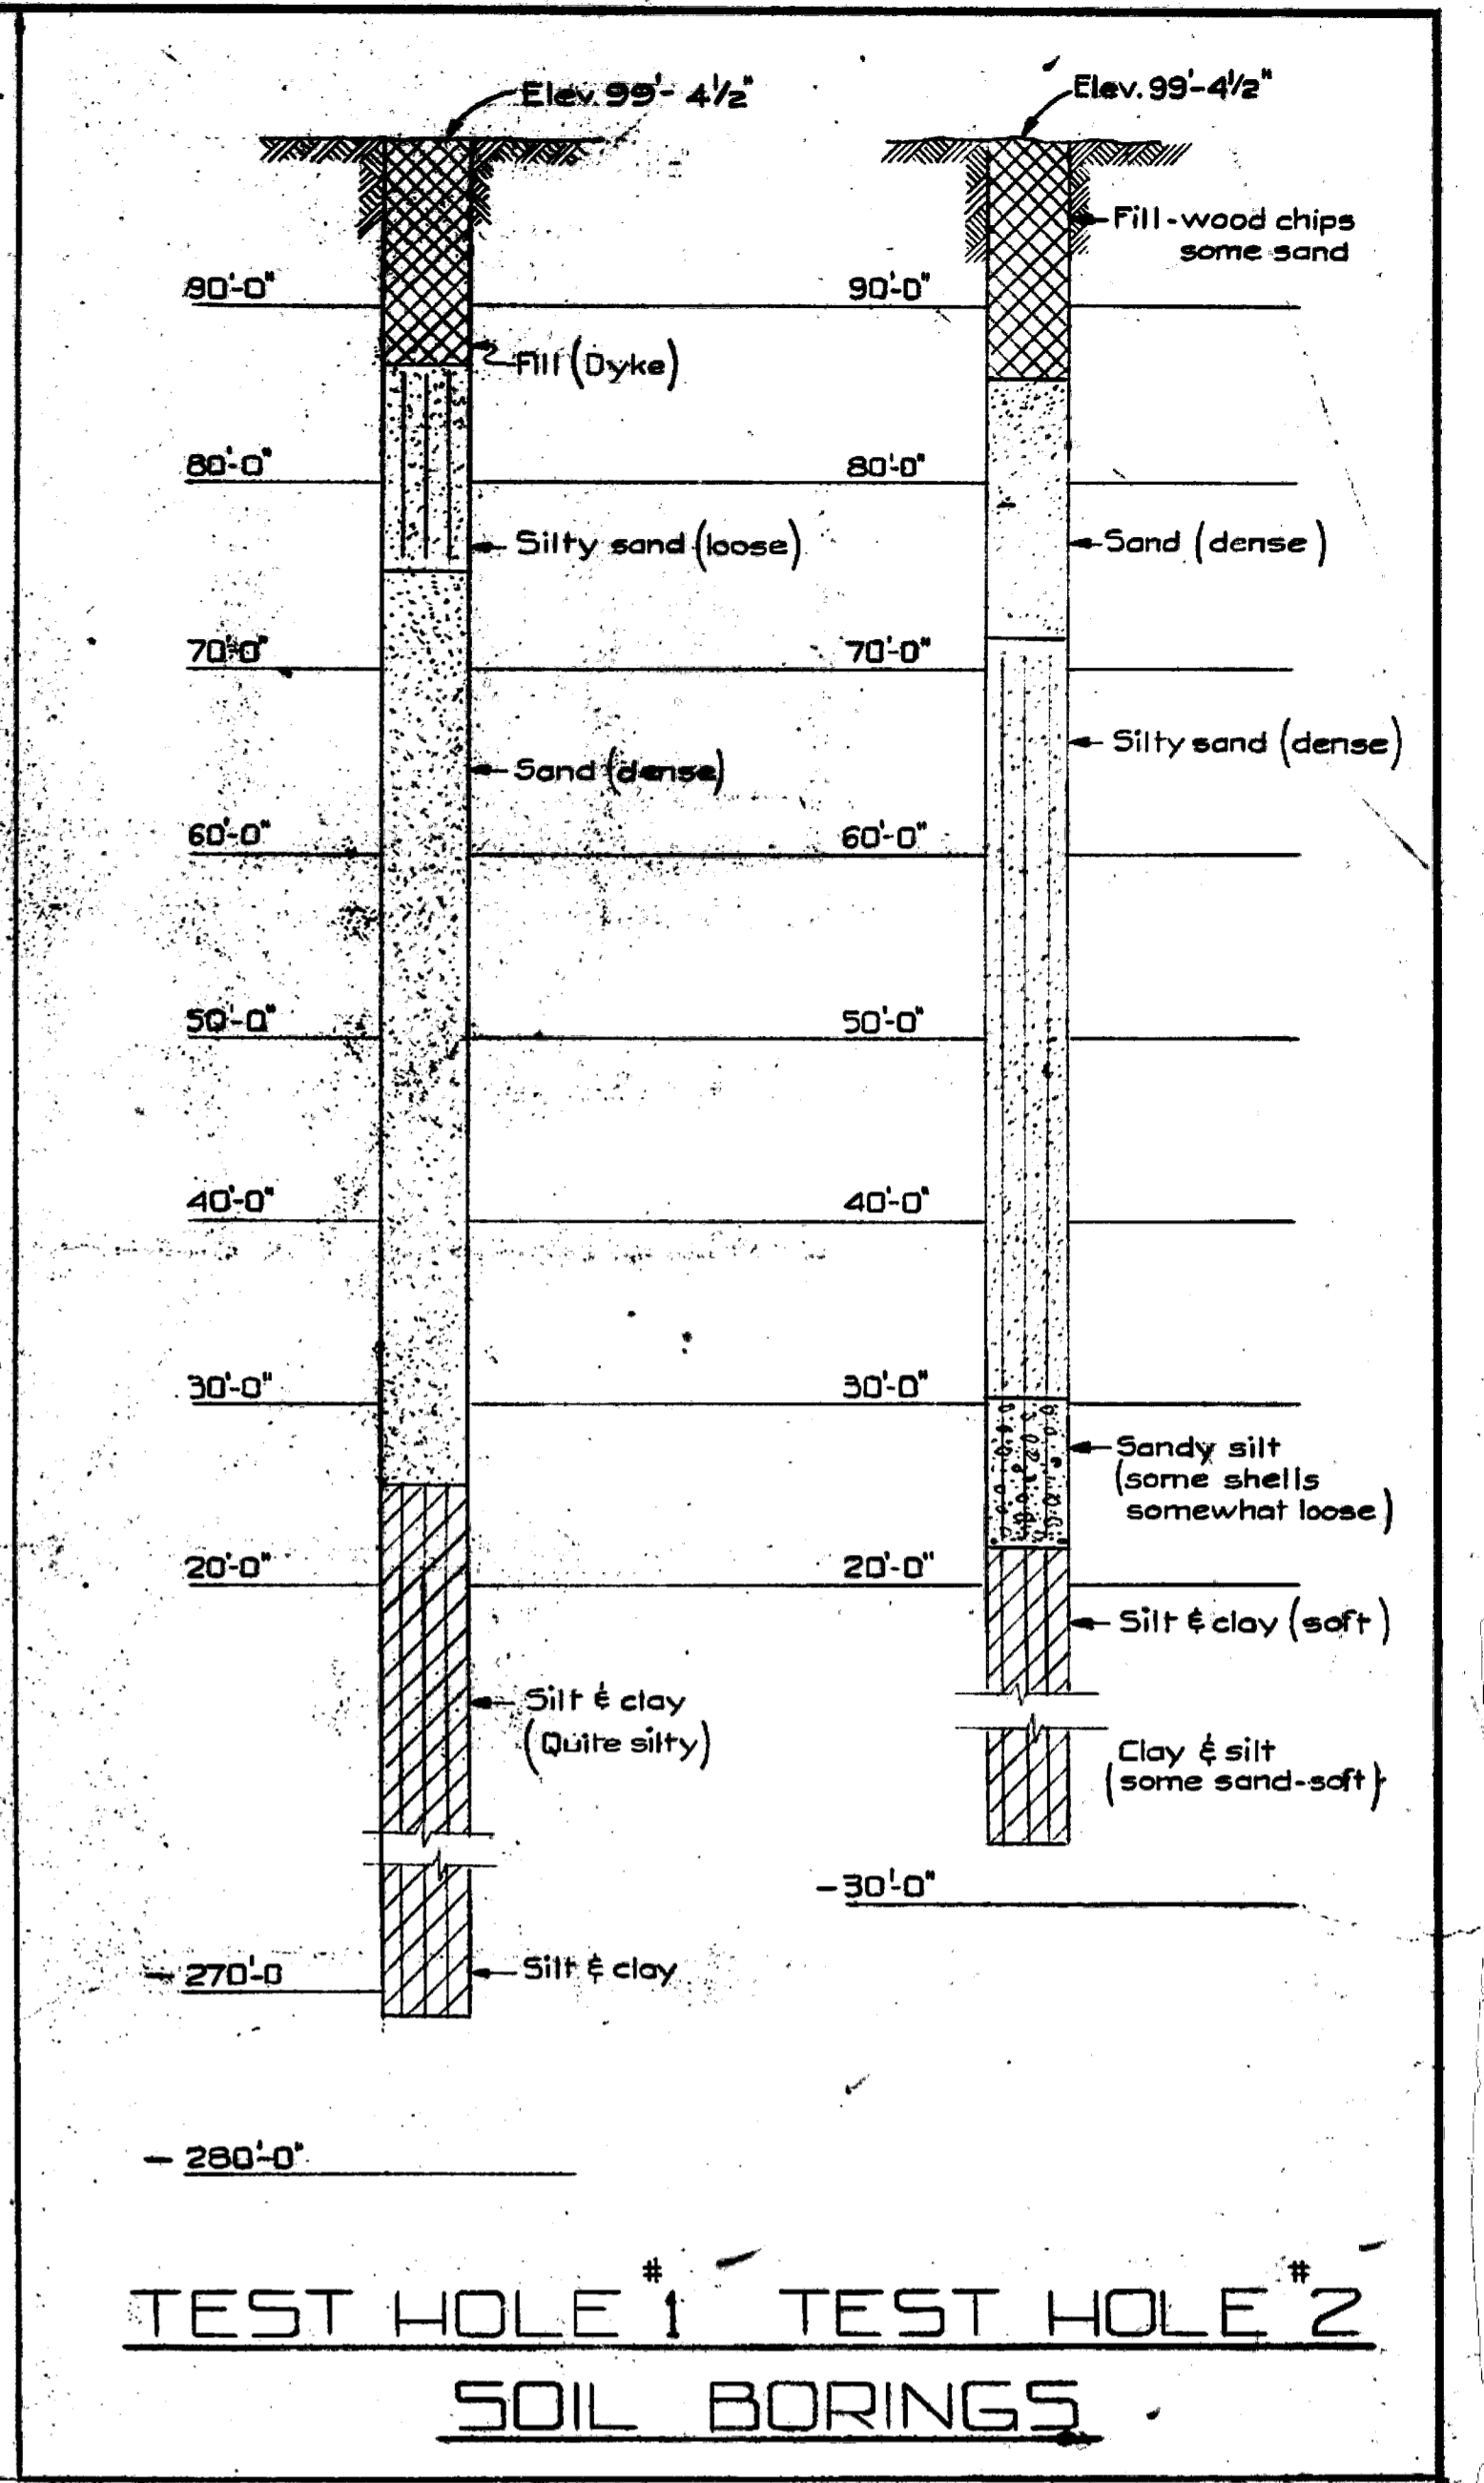 Elev. 99'-4½"
Elev. 99'-4½"
Fill-wood chips
some sand
90'-0"
90'-0"
Fill (Dyke)
80'-0"
80'-0"
Silty sand (loose)
Sand (dense)
70'-0"
70'-0"
Sand (dense)
Silty sand (dense)
60'-0"
60'-0"
50'-0"
50'-0"
40'-0"
40'-0"
30'-0"
30'-0"
Sandy silt
(some shells
somewhat loose)
20'-0"
20'-0"
Silt & clay (soft)
Silt & clay
(Quite silty)
Clay & silt
(some sand-soft)
-30'-0"
- 270'-0
Silt & clay
- 280'-0"
TEST HOLE #1
TEST HOLE #2
SOIL BORINGS